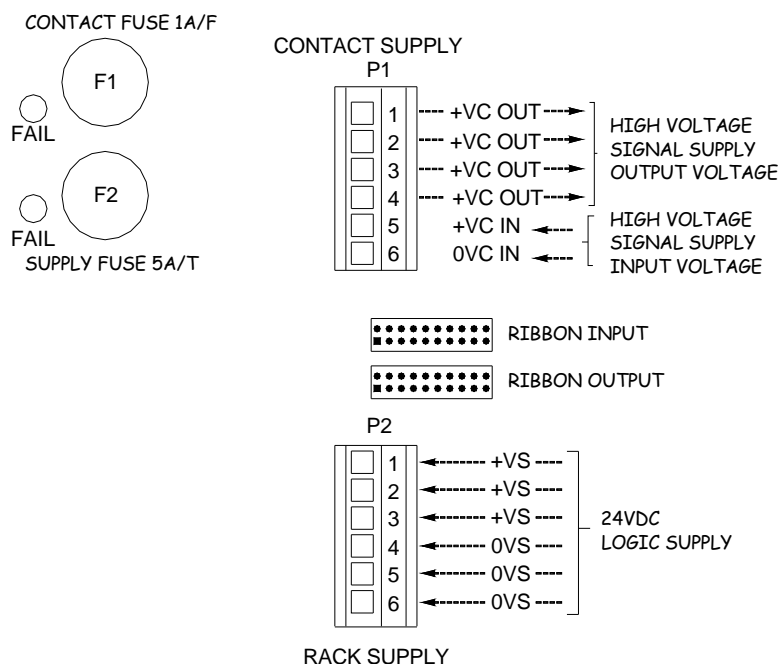 CONTACT FUSE 1A/F
F1
FAIL
F2
FAIL
SUPPLY FUSE 5A/T
CONTACT SUPPLY
P1
1 +VC OUT
2 +VC OUT
3 +VC OUT
4 +VC OUT
5 +VC IN
6 0VC IN
HIGH VOLTAGE
SIGNAL SUPPLY
OUTPUT VOLTAGE
HIGH VOLTAGE
SIGNAL SUPPLY
INPUT VOLTAGE
RIBBON INPUT
RIBBON OUTPUT
P2
1 +VS
2 +VS
3 +VS
4 0VS
5 0VS
6 0VS
24VDC
LOGIC SUPPLY
RACK SUPPLY